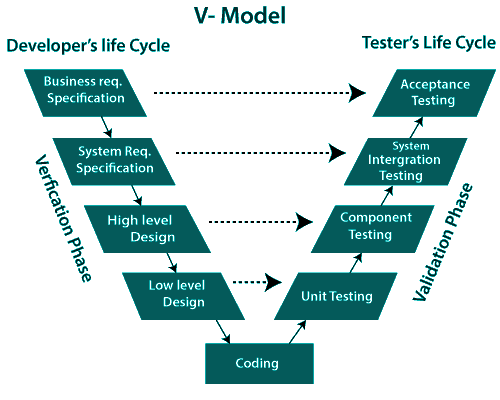 V- Model
Developer's life Cycle
Tester's Life Cycle
Business req.
Specification
Acceptance
Testing
System Req.
Specification
System
Intergration
Testing
High level
Design
Component
Testing
Low level
Design
Unit Testing
Coding
Verfication Phase
Validation Phase